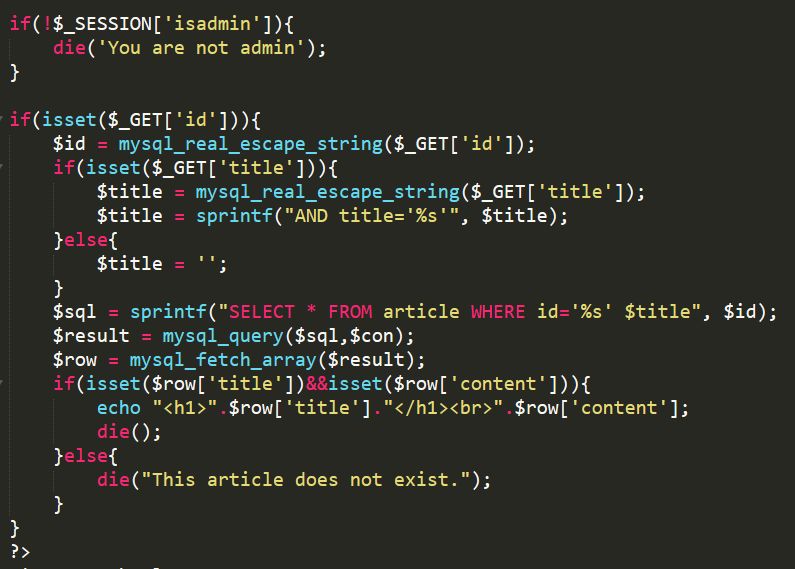 if(!$_SESSION['isadmin']){
    die('You are not admin');
}

if(isset($_GET['id'])){
    $id = mysql_real_escape_string($_GET['id']);
    if(isset($_GET['title'])){
        $title = mysql_real_escape_string($_GET['title']);
        $title = sprintf("AND title='%s'", $title);
    }else{
        $title = '';
    }
    $sql = sprintf("SELECT * FROM article WHERE id='%s' $title", $id);
    $result = mysql_query($sql,$con);
    $row = mysql_fetch_array($result);
    if(isset($row['title'])&&isset($row['content'])){
        echo "<h1>".$row['title']."</h1><br>".$row['content'];
        die();
    }else{
        die("This article does not exist.");
    }
}
?>